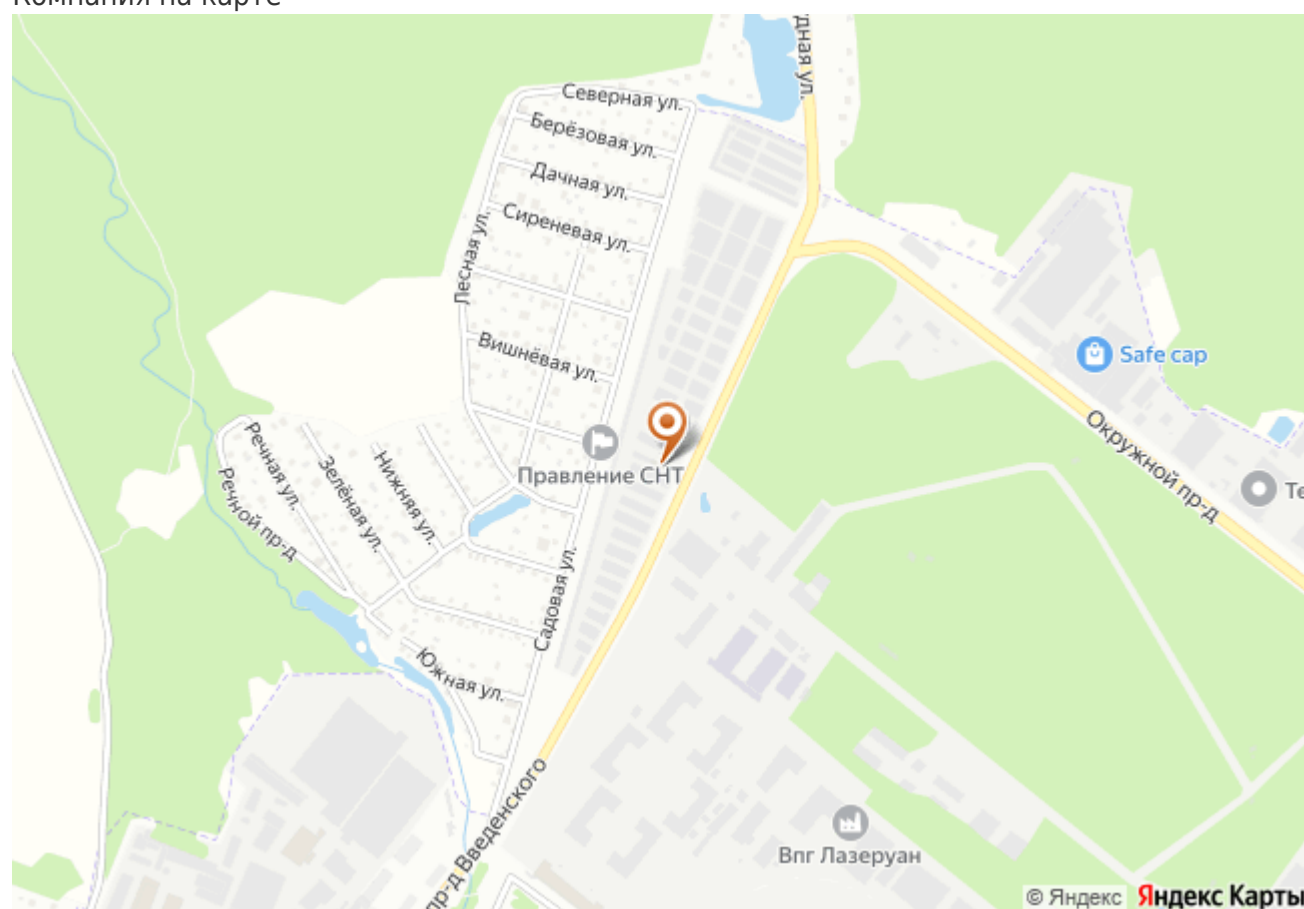 Компания на карте
дная ул.
Северная ул.
Берёзовая ул.
Дачная ул.
Сиреневая ул.
Лесная ул.
Вишнёвая ул.
Safe cap
Окружной пр-д
Речная ул.
Зелёная ул.
Нижняя ул.
Правление СНТ
Те
Речной пр-д
Садовая ул.
Южная ул.
пр-д Введенского
Впг Лазеруан
© Яндекс Яндекс Карты